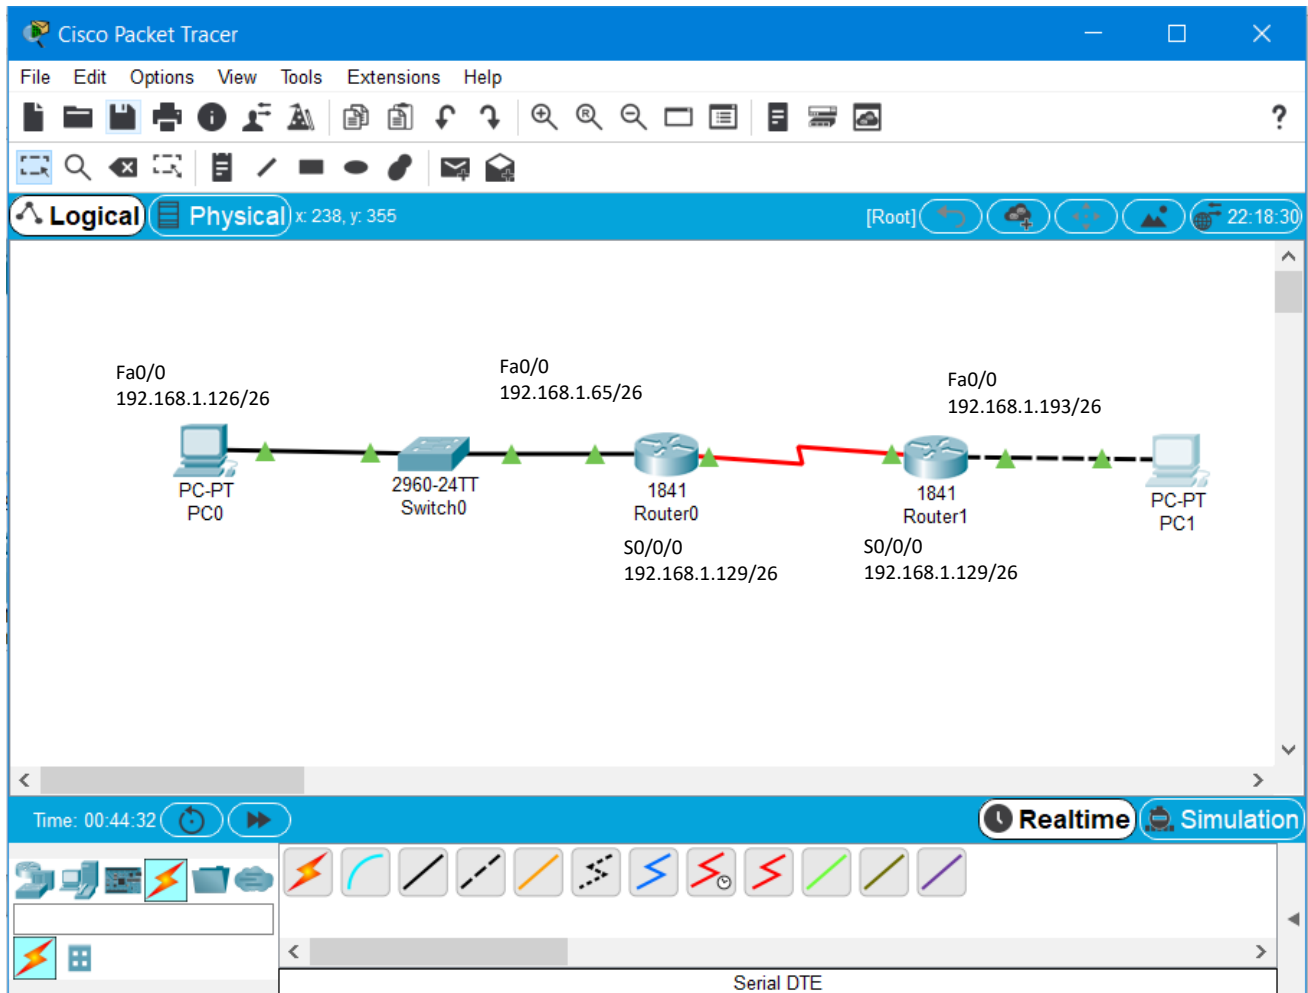 Cisco Packet Tracer
File Edit Options View Tools Extensions Help
?
Logical Physical x: 238, y: 355 [Root] 22:18:30
Fa0/0
192.168.1.126/26
Fa0/0
192.168.1.65/26
Fa0/0
192.168.1.193/26
PC-PT
PC0
2960-24TT
Switch0
1841
Router0
1841
Router1
PC-PT
PC1
S0/0/0
192.168.1.129/26
S0/0/0
192.168.1.129/26
Time: 00:44:32 Realtime Simulation
Serial DTE